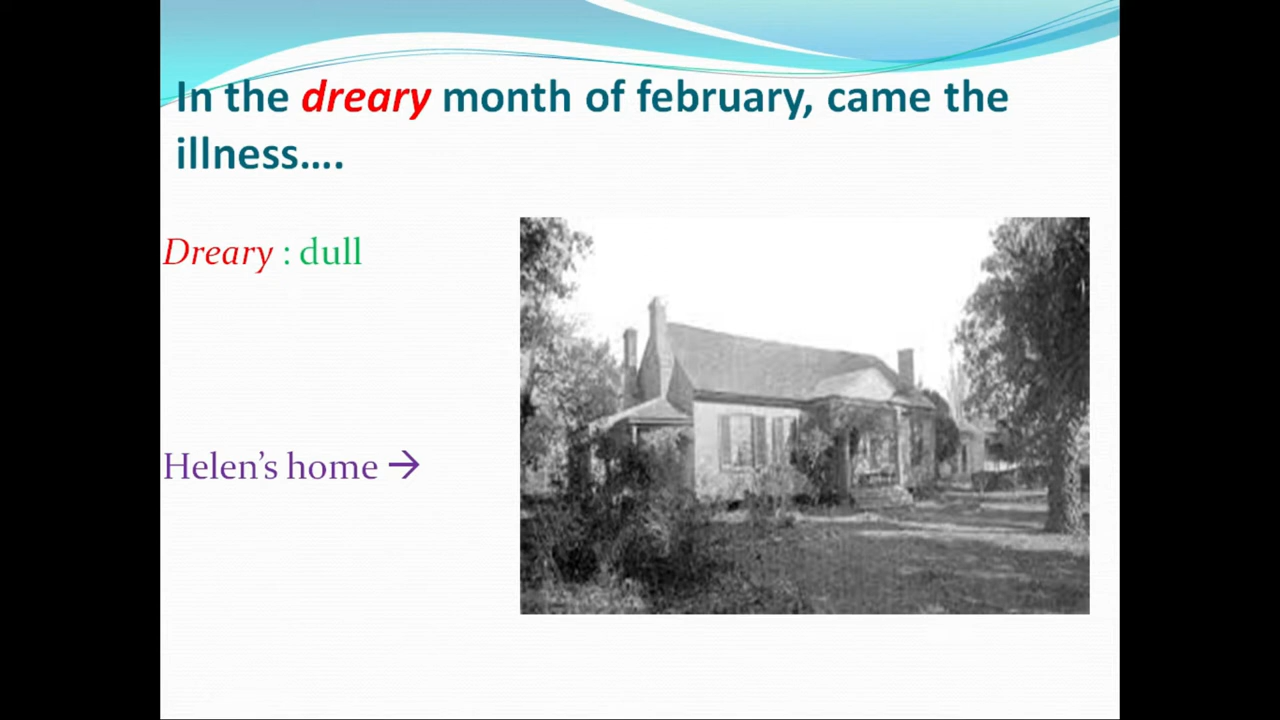 In the dreary month of february, came the
illness….
Dreary : dull
Helen’s home →